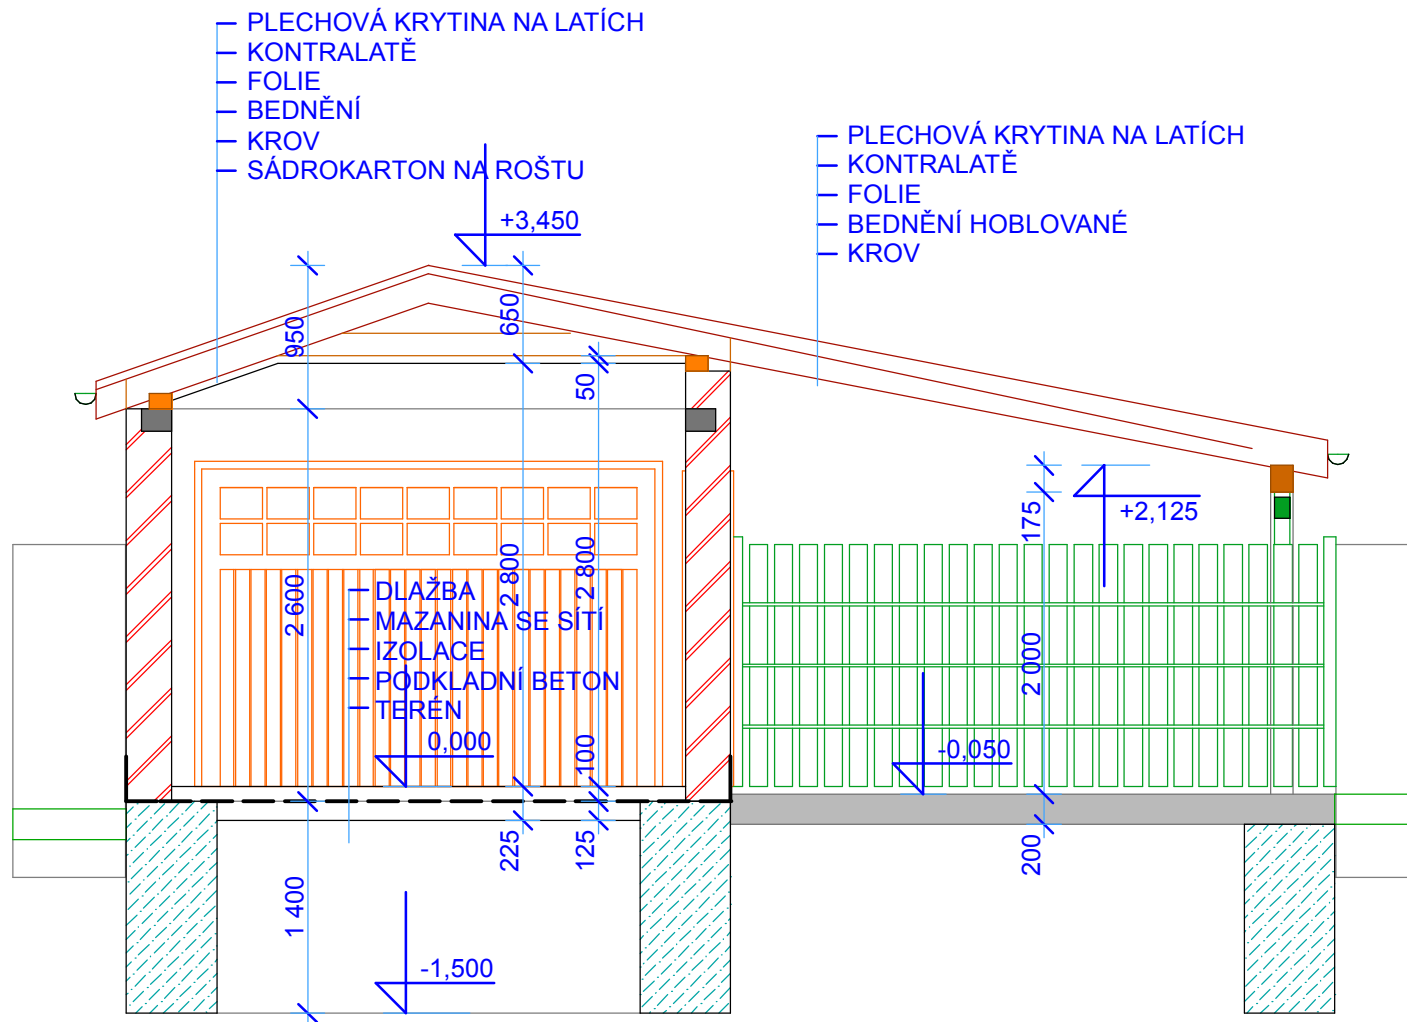 PLECHOVÁ KRYTINA NA LATÍCH
KONTRALATĚ
FOLIE
BEDNĚNÍ
KROV
SÁDROKARTON NA ROŠTU
PLECHOVÁ KRYTINA NA LATÍCH
KONTRALATĚ
FOLIE
BEDNĚNÍ HOBLOVANÉ
KROV
+3,450
950
650
50
+2,125
175
2 600
2 800
2 800
2 000
DLAŽBA
MAZANINA SE SÍTÍ
IZOLACE
PODKLADNÍ BETON
TERÉN
0,000
100
-0,050
225
125
200
1 400
-1,500